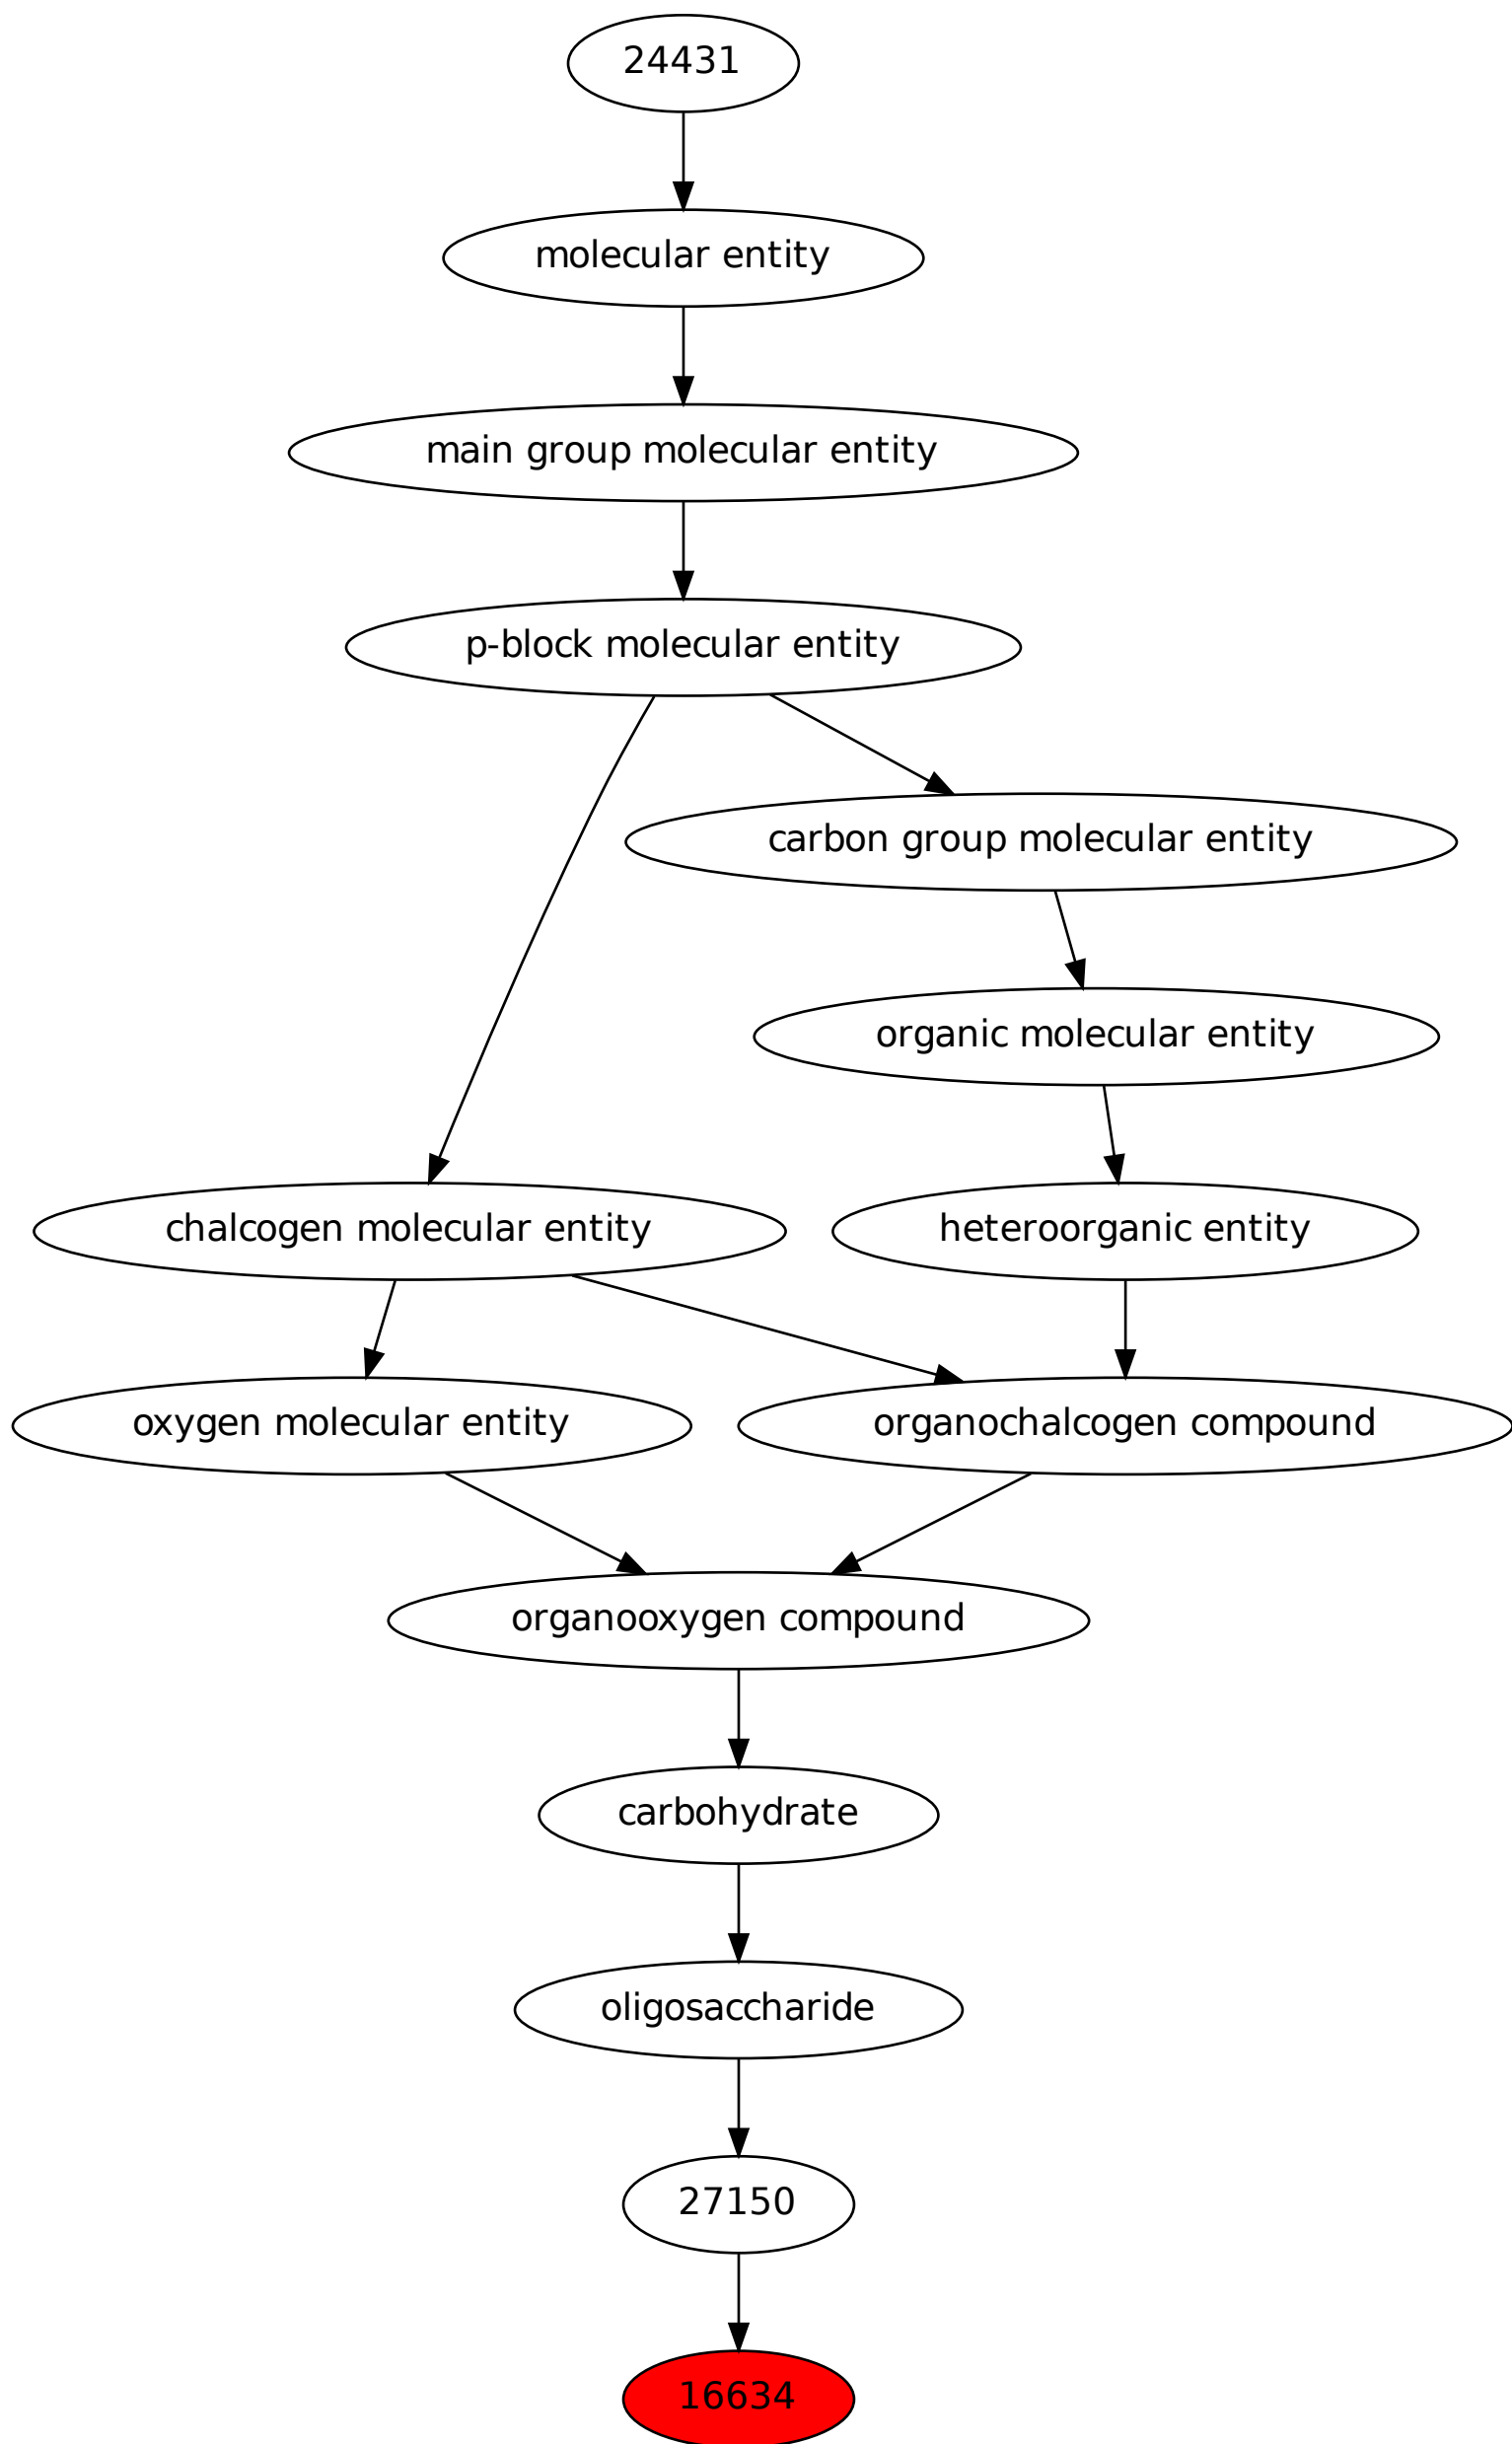 24431
molecular entity
main group molecular entity
p-block molecular entity
carbon group molecular entity
organic molecular entity
chalcogen molecular entity
heteroorganic entity
oxygen molecular entity
organochalcogen compound
organooxygen compound
carbohydrate
oligosaccharide
27150
16634